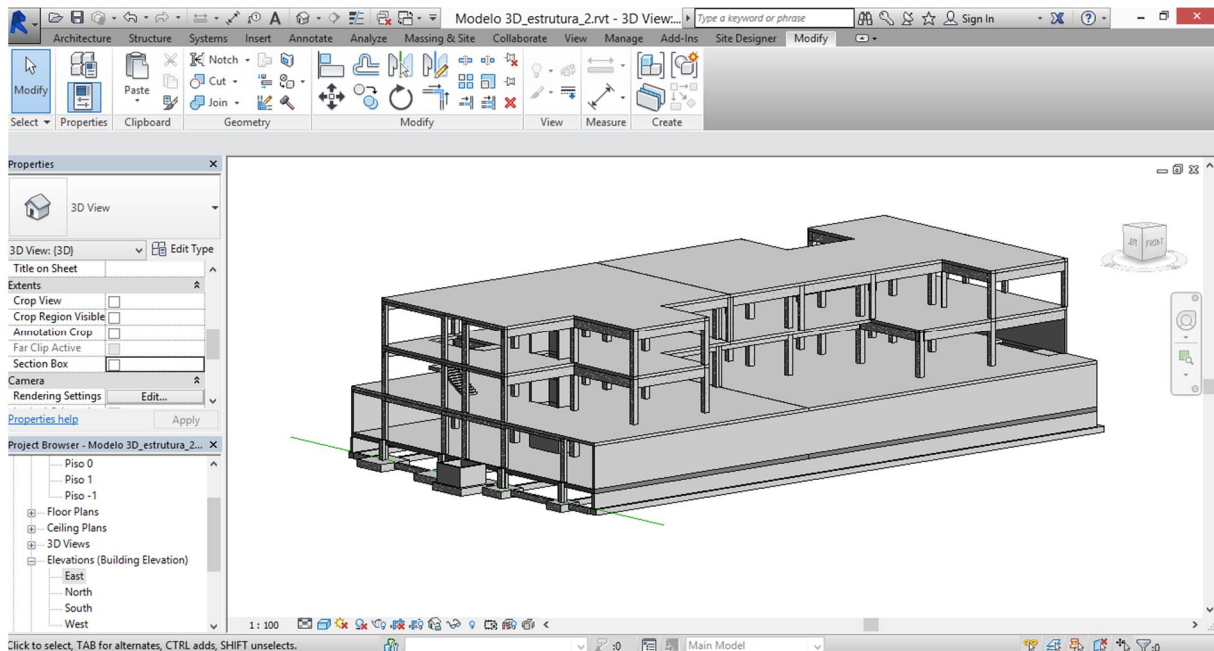 Modelo 3D_estrutura_2.rvt - 3D View:... Type a keyword or phrase Sign In
Architecture Structure Systems Insert Annotate Analyze Massing & Site Collaborate View Manage Add-Ins Site Designer Modify
Modify Paste Notch Cut Join
Select Properties Clipboard Geometry Modify View Measure Create
Properties
3D View
3D View: {3D} Edit Type
Title on Sheet
Extents
Crop View
Crop Region Visible
Annotation Crop
Far Clip Active
Section Box
Camera
Rendering Settings Edit...
Properties help Apply
Project Browser - Modelo 3D_estrutura_2...
Piso 0
Piso 1
Piso -1
Floor Plans
Ceiling Plans
3D Views
Elevations (Building Elevation)
East
North
South
West
FRONT
1 : 100
Click to select, TAB for alternates, CTRL adds, SHIFT unselects. :0 Main Model :0